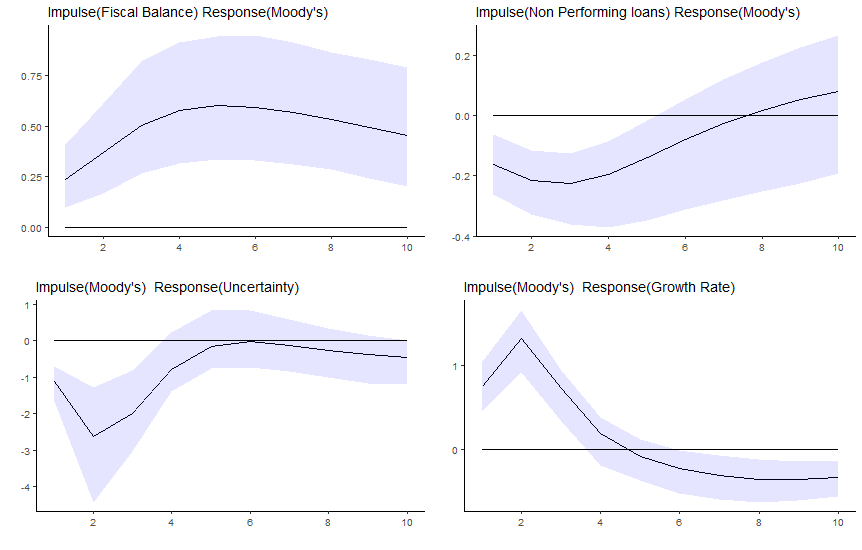 Impulse(Fiscal Balance) Response(Moody's)
0.75
0.50
0.25
0.00
2 4 6 8 10
Impulse(Non Performing loans) Response(Moody's)
0.2
0.0
-0.2
-0.4
2 4 6 8 10
Impulse(Moody's)  Response(Uncertainty)
1
0
-1
-2
-3
-4
2 4 6 8 10
Impulse(Moody's)  Response(Growth Rate)
1
0
2 4 6 8 10